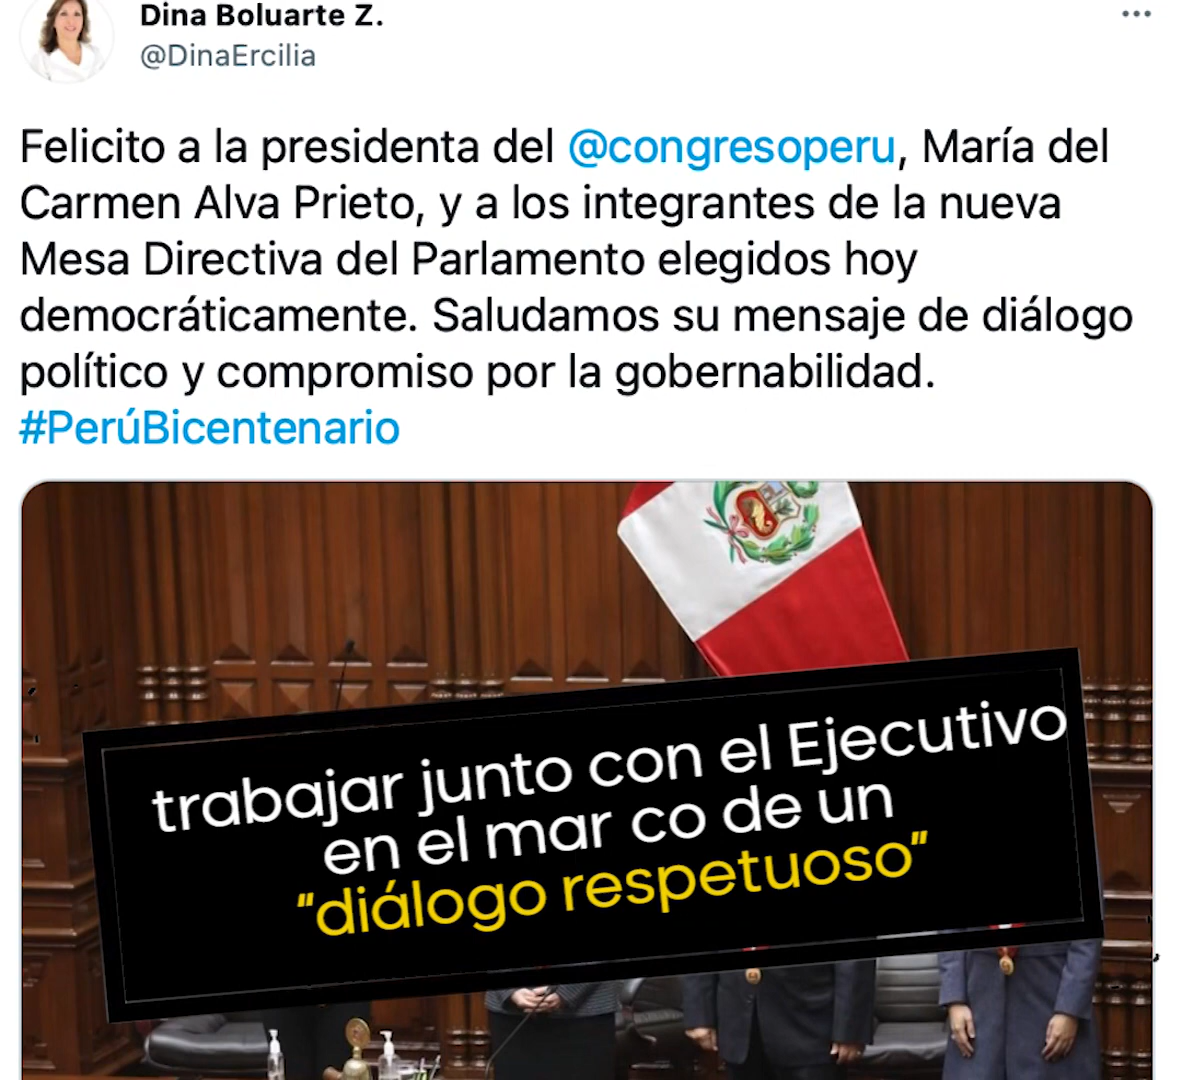 Dina Boluarte Z.
@DinaErcilia
Felicito a la presidenta del @congresoperu, María del
Carmen Alva Prieto, y a los integrantes de la nueva
Mesa Directiva del Parlamento elegidos hoy
democráticamente. Saludamos su mensaje de diálogo
político y compromiso por la gobernabilidad.
#PerúBicentenario
trabajar junto con el Ejecutivo
en el mar co de un
"diálogo respetuoso"